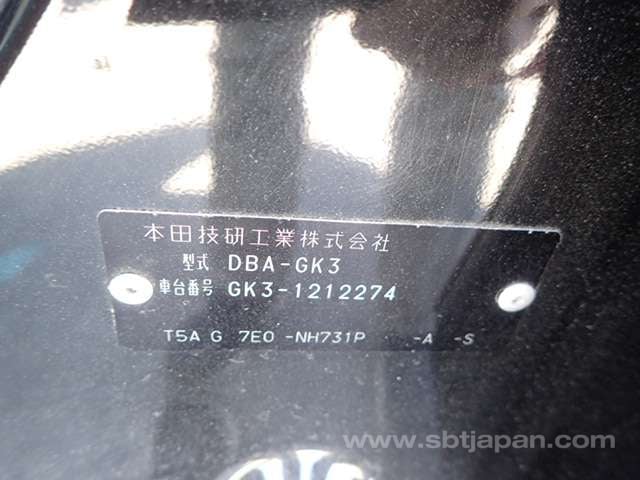 本田技研工業株式会社
型式 DBA-GK3
車台番号 GK3-1212274
T5A G 7E0 -NH731P -A -S
www.sbtjapan.com